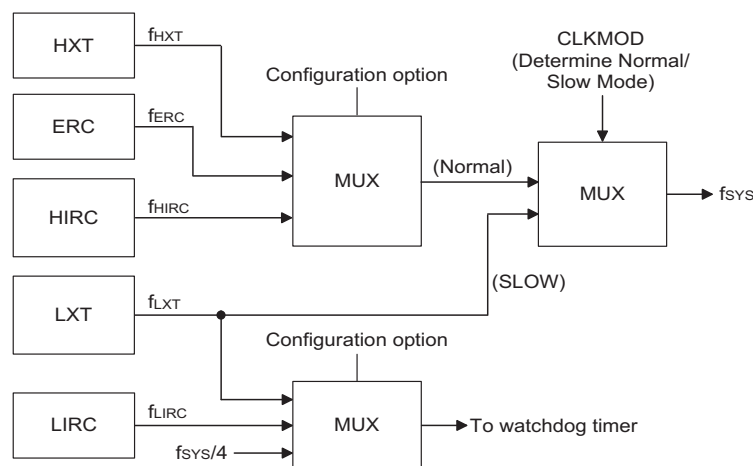 HXT
fHXT
CLKMOD
(Determine Normal/
Slow Mode)
Configuration option
ERC
fERC
MUX
(Normal)
MUX
fSYS
HIRC
fHIRC
(SLOW)
LXT
fLXT
Configuration option
LIRC
fLIRC
MUX
To watchdog timer
fSYS/4